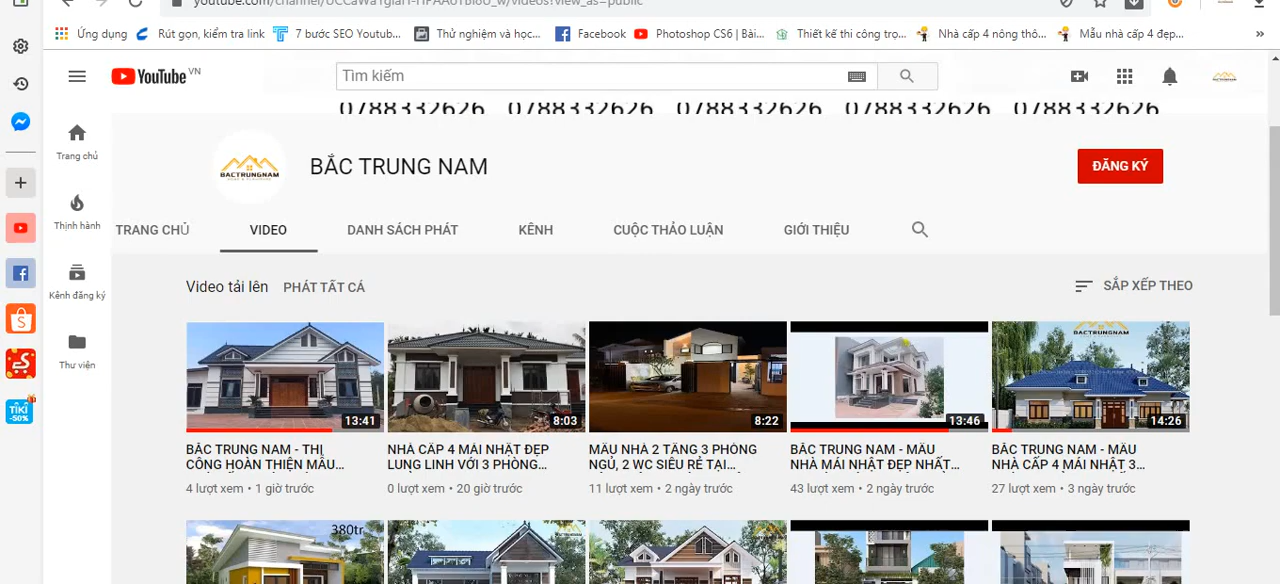 Ứng dụng
Rút gọn, kiểm tra link
7 bước SEO Youtub...
Thử nghiệm và học...
Facebook
Photoshop CS6 | Bài...
Thiết kế thi công trọ...
Nhà cấp 4 nông thô...
Mẫu nhà cấp 4 đẹp...
»
YouTube VN
Tìm kiếm
0788332626 0788332626 0788332626 0788332626 0788332626
Trang chủ
Thịnh hành
Kênh đăng ký
Thư viện
TIKI
-50%
BACTRUNGNAM
BẮC TRUNG NAM
ĐĂNG KÝ
TRANG CHỦ
VIDEO
DANH SÁCH PHÁT
KÊNH
CUỘC THẢO LUẬN
GIỚI THIỆU
Video tải lên
PHÁT TẤT CẢ
SẮP XẾP THEO
13:41
8:03
8:22
13:46
BACTRUNGNAM
14:26
BẮC TRUNG NAM - THI
CÔNG HOÀN THIỆN MẪU...
4 lượt xem • 1 giờ trước
NHÀ CẤP 4 MÁI NHẬT ĐẸP
LUNG LINH VỚI 3 PHÒNG...
0 lượt xem • 20 giờ trước
MẪU NHÀ 2 TẦNG 3 PHÒNG
NGỦ, 2 WC SIÊU RẺ TẠI...
11 lượt xem • 2 ngày trước
BẮC TRUNG NAM - MẪU
NHÀ MÁI NHẬT ĐẸP NHẤT...
43 lượt xem • 2 ngày trước
BẮC TRUNG NAM - MẪU
NHÀ CẤP 4 MÁI NHẬT 3...
27 lượt xem • 3 ngày trước
380tr
BACTRUNGNAM